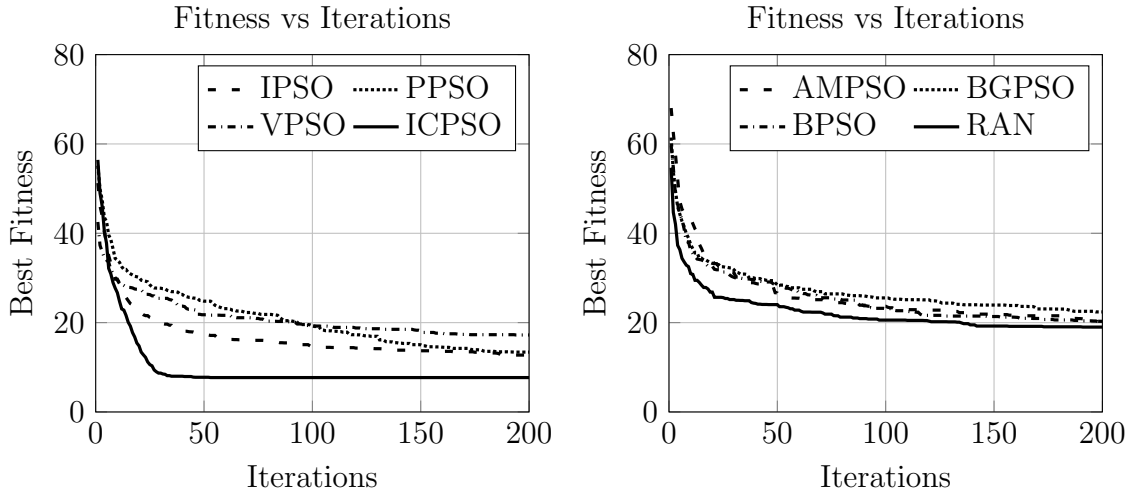 Fitness vs Iterations
80
60
40
20
0
0 50 100 150 200
Best Fitness
Iterations
IPSO PPSO
VPSO ICPSO
Fitness vs Iterations
80
60
40
20
0
0 50 100 150 200
Best Fitness
Iterations
AMPSO BGPSO
BPSO RAN